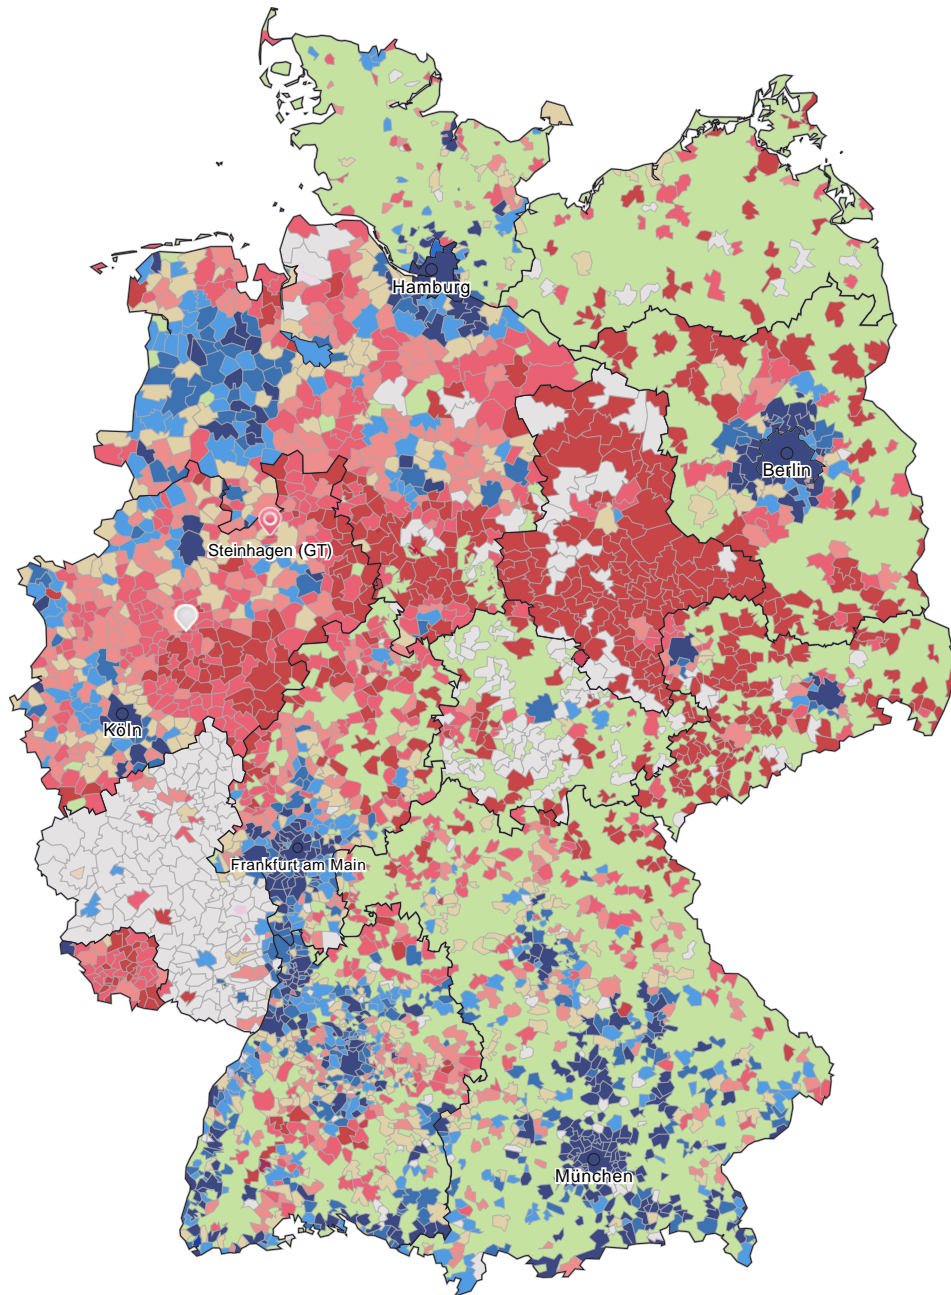 Hamburg
Berlin
Steinhagen (GT)
Köln
Frankfurt am Main
München